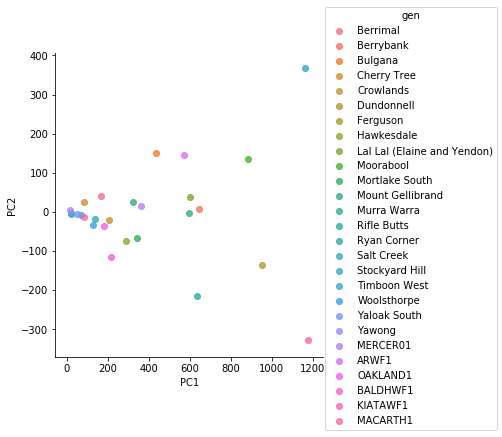 gen
Berrimal
Berrybank
Bulgana
Cherry Tree
Crowlands
Dundonnell
Ferguson
Hawkesdale
Lal Lal (Elaine and Yendon)
Moorabool
Mortlake South
Mount Gellibrand
Murra Warra
Rifle Butts
Ryan Corner
Salt Creek
Stockyard Hill
Timboon West
Woolsthorpe
Yaloak South
Yawong
MERCER01
ARWF1
OAKLAND1
BALDHWF1
KIATAWF1
MACARTH1
400
300
200
100
0
−100
−200
−300
PC2
0 200 400 600 800 1000 1200
PC1